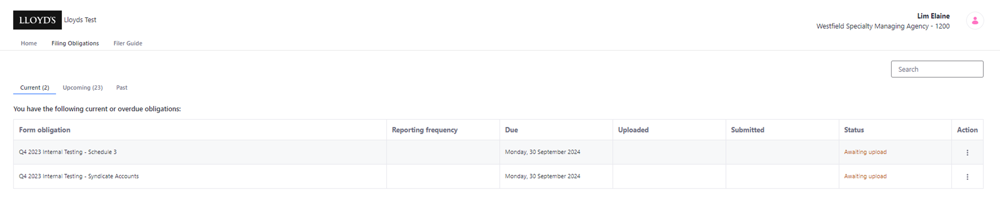 LLOYD'S Lloyds Test
Lim Elaine
Westfield Specialty Managing Agency - 1200
Home Filing Obligations Filer Guide
Search
Current (2) Upcoming (23) Past
You have the following current or overdue obligations:
Form obligation Reporting frequency Due Uploaded Submitted Status Action
Q4 2023 Internal Testing - Schedule 3 Monday, 30 September 2024 Awaiting upload
Q4 2023 Internal Testing - Syndicate Accounts Monday, 30 September 2024 Awaiting upload